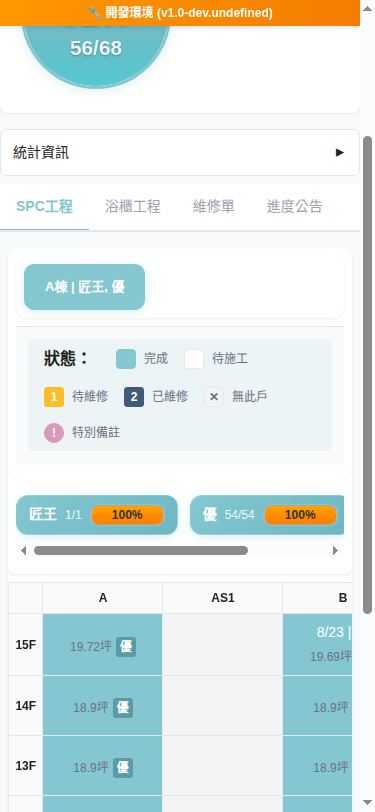 🔧 開發環境 (v1.0-dev.undefined)
56/68
統計資訊 ▶
SPC工程 浴櫃工程 維修單 進度公告
A棟 | 匠王, 優
狀態： 完成 待施工
1 待維修 2 已維修 ✕ 無此戶
! 特別備註
匠王 1/1 100% 優 54/54 100%
A AS1 B
8/23 |
15F 19.72坪 優 19.69坪
14F 18.9坪 優 18.9坪
13F 18.9坪 優 18.9坪